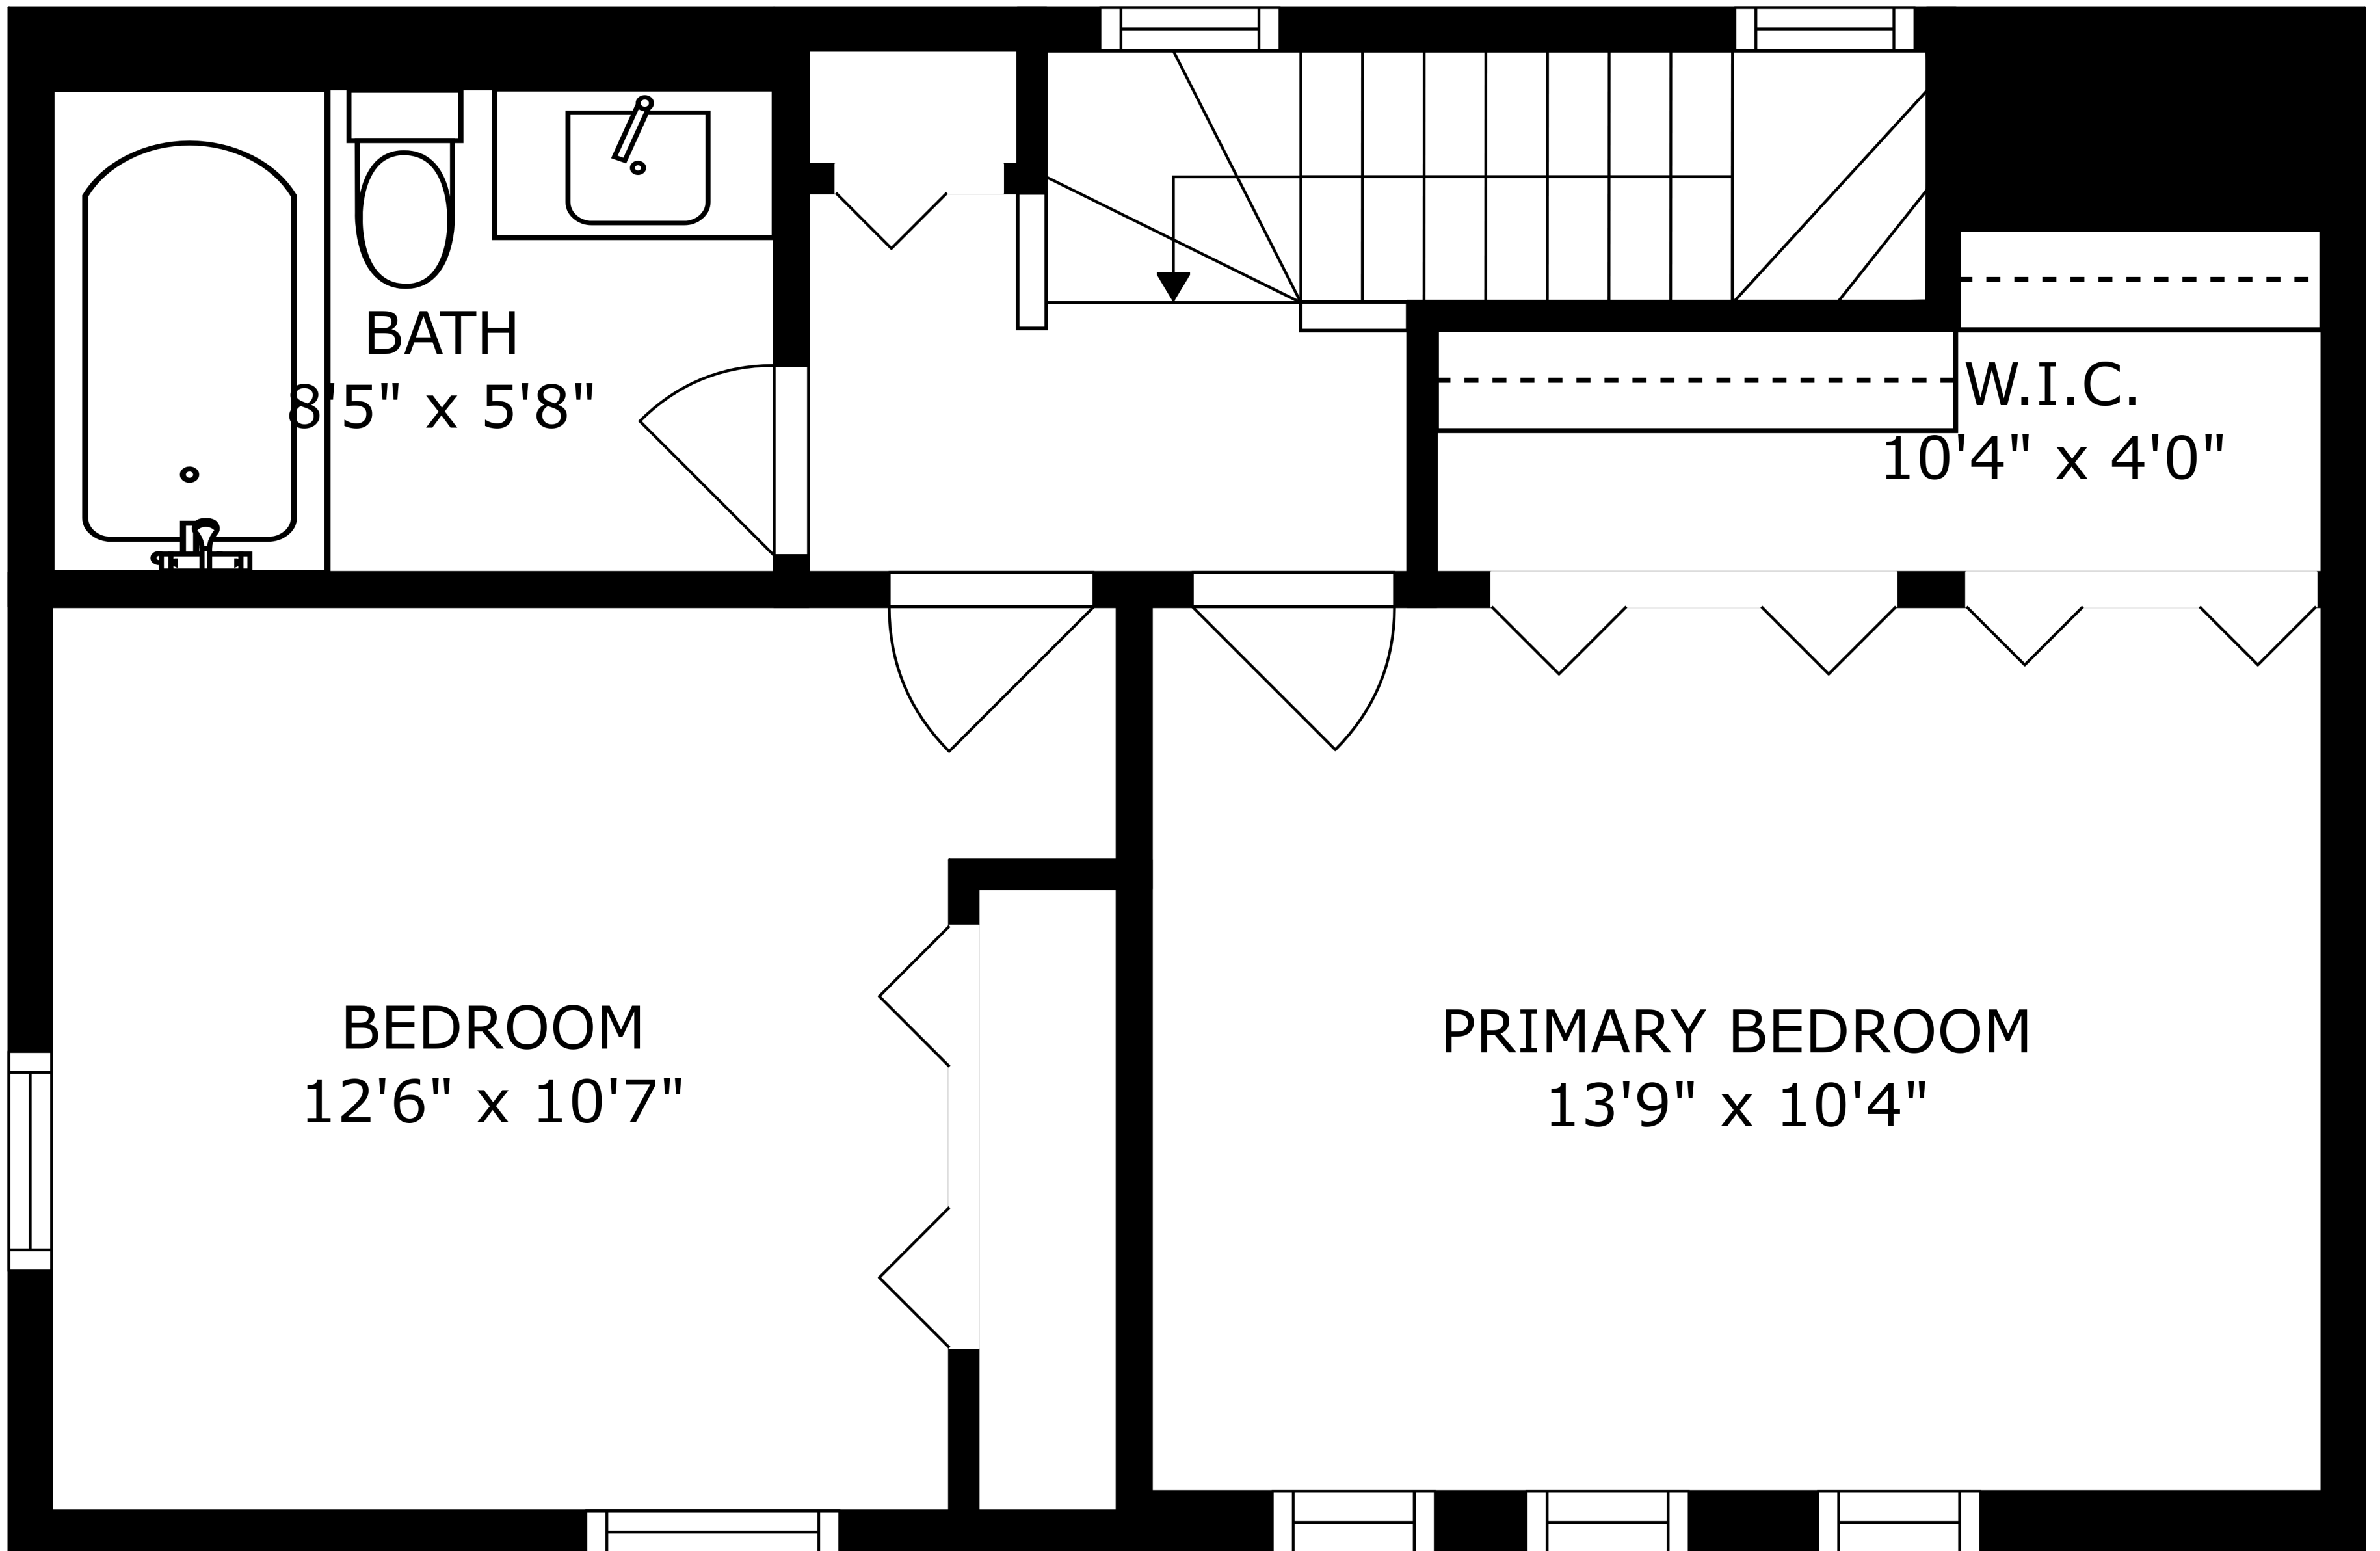 BATH
8'5" x 5'8"
W.I.C.
10'4" x 4'0"
BEDROOM
12'6" x 10'7"
PRIMARY BEDROOM
13'9" x 10'4"